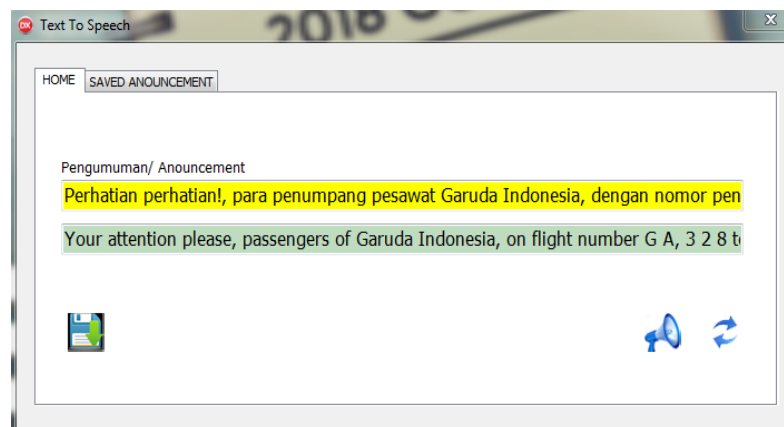 Text To Speech
2018
HOME
SAVED ANOUNCEMENT
Pengumuman/ Anouncement
Perhatian perhatian!, para penumpang pesawat Garuda Indonesia, dengan nomor pen
Your attention please, passengers of Garuda Indonesia, on flight number G A, 3 2 8 t